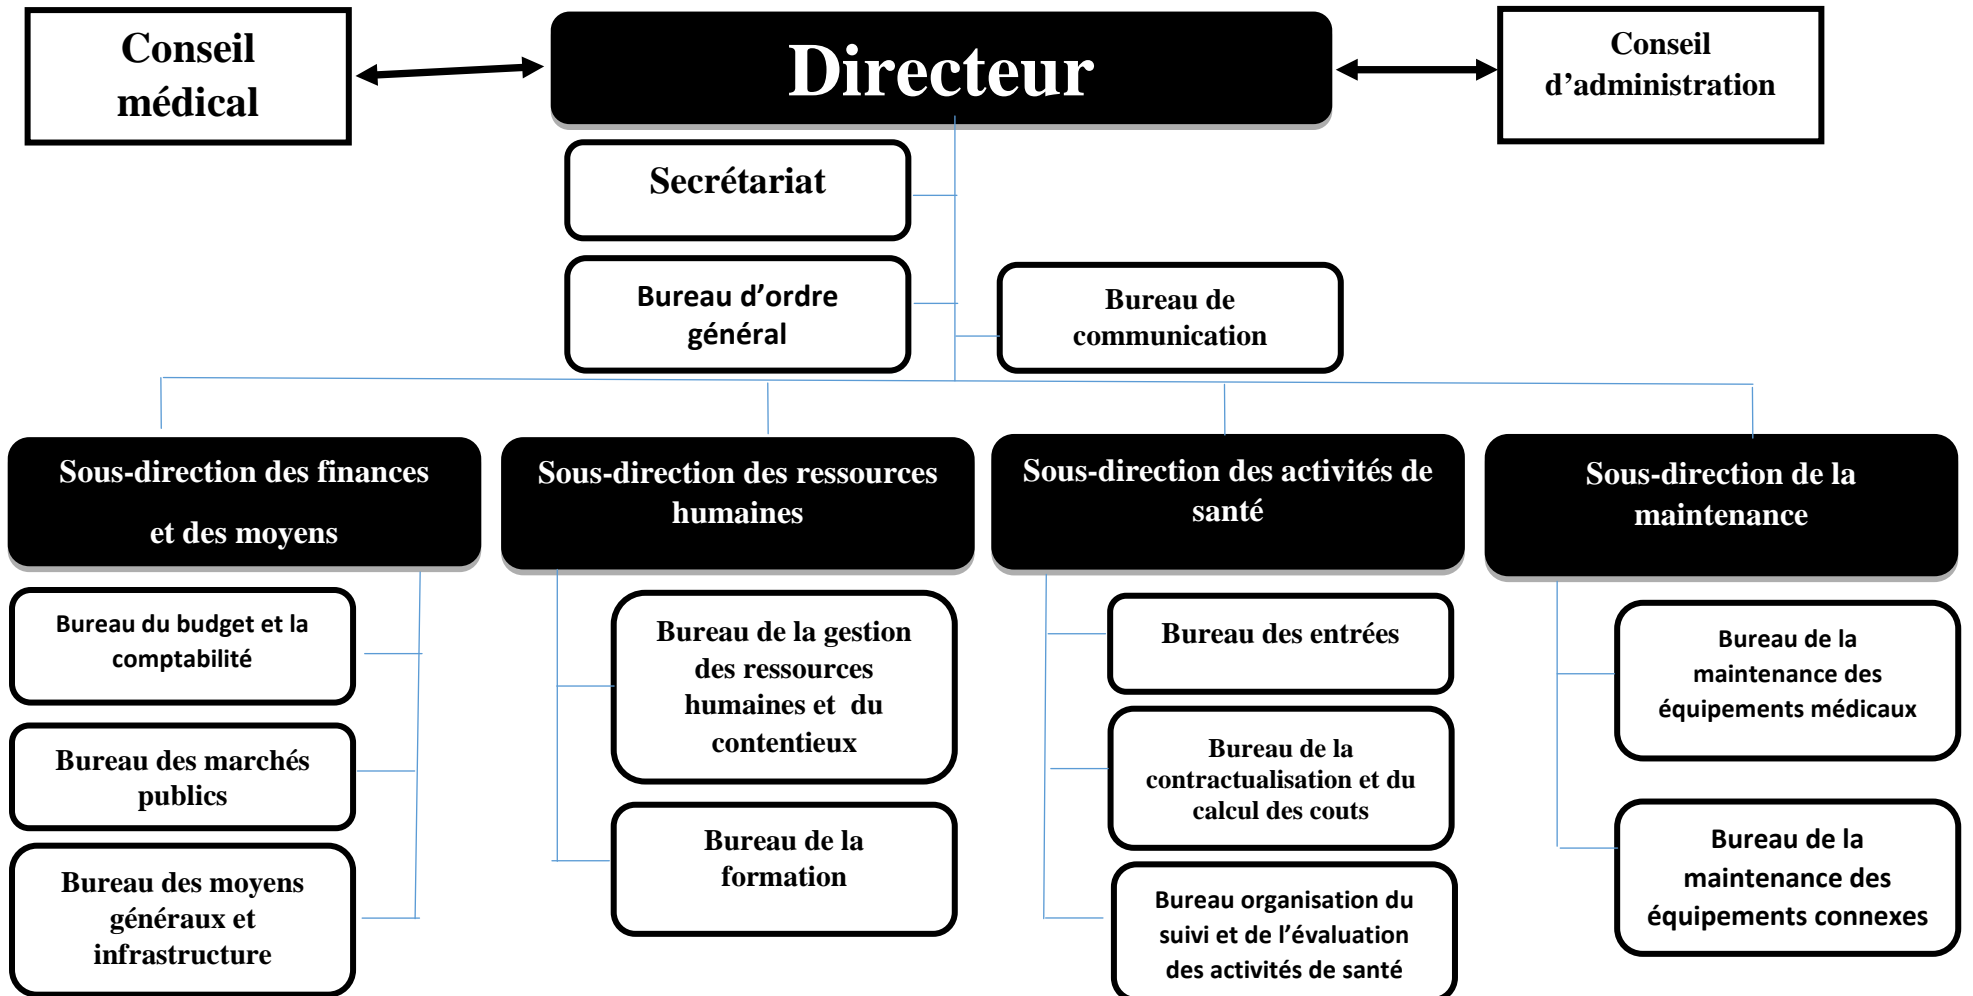 Conseil
médical
Directeur
Conseil
d’administration
Secrétariat
Bureau d’ordre
général
Bureau de
communication
Sous-direction des finances
et des moyens
Sous-direction des ressources
humaines
Sous-direction des activités de
santé
Sous-direction de la
maintenance
Bureau du budget et la
comptabilité
Bureau des marchés
publics
Bureau des moyens
généraux et
infrastructure
Bureau de la gestion
des ressources
humaines et  du
contentieux
Bureau de la
formation
Bureau des entrées
Bureau de la
contractualisation et du
calcul des couts
Bureau organisation du
suivi et de l’évaluation
des activités de santé
Bureau de la
maintenance des
équipements médicaux
Bureau de la
maintenance des
équipements connexes